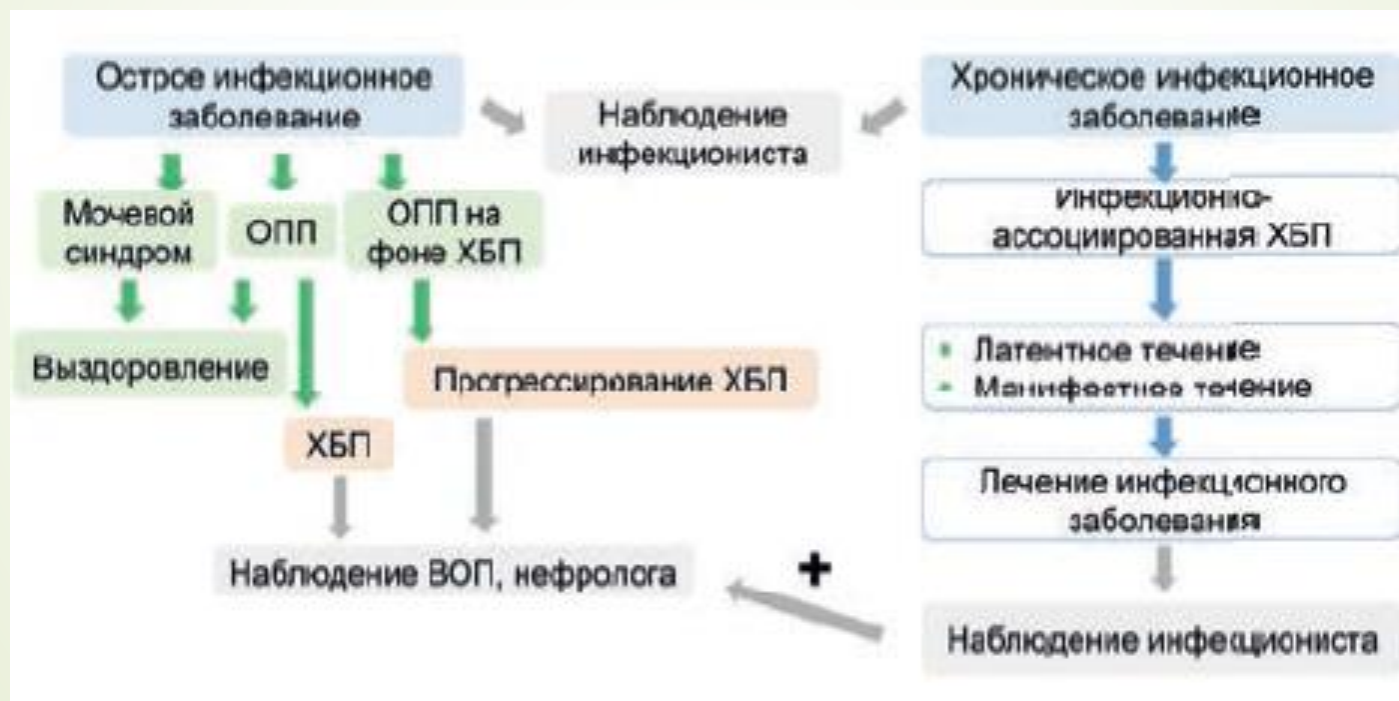 Острое инфекционное
заболевание
Наблюдение
инфекциониста
Хроническое инфекционное
заболевание
Мочевой
синдром
ОПП
ОПП на
фоне ХБП
Инфекционно-
ассоциированная ХБП
Выздоровление
Прогрессирование ХБП
Латентное течение
Манифестное течение
ХБП
Лечение инфекционного
заболевания
Наблюдение ВОП, нефролога
+
Наблюдение инфекциониста